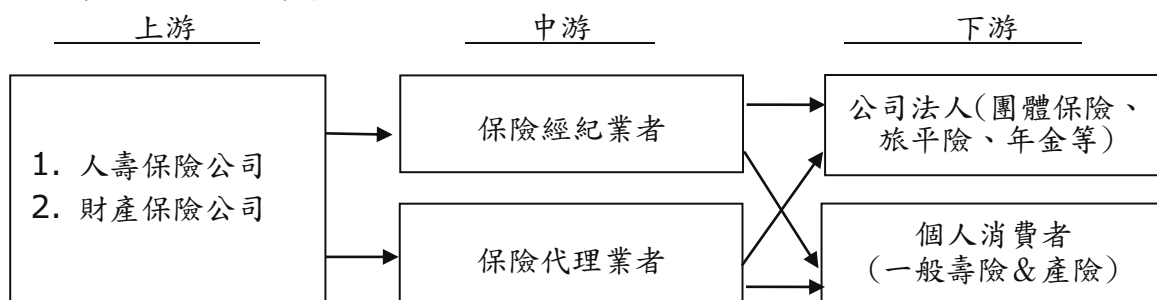 上游
中游
下游
1. 人壽保險公司
2. 財產保險公司
保險經紀業者
保險代理業者
公司法人(團體保險、
旅平險、年金等)
個人消費者
(一般壽險&產險)